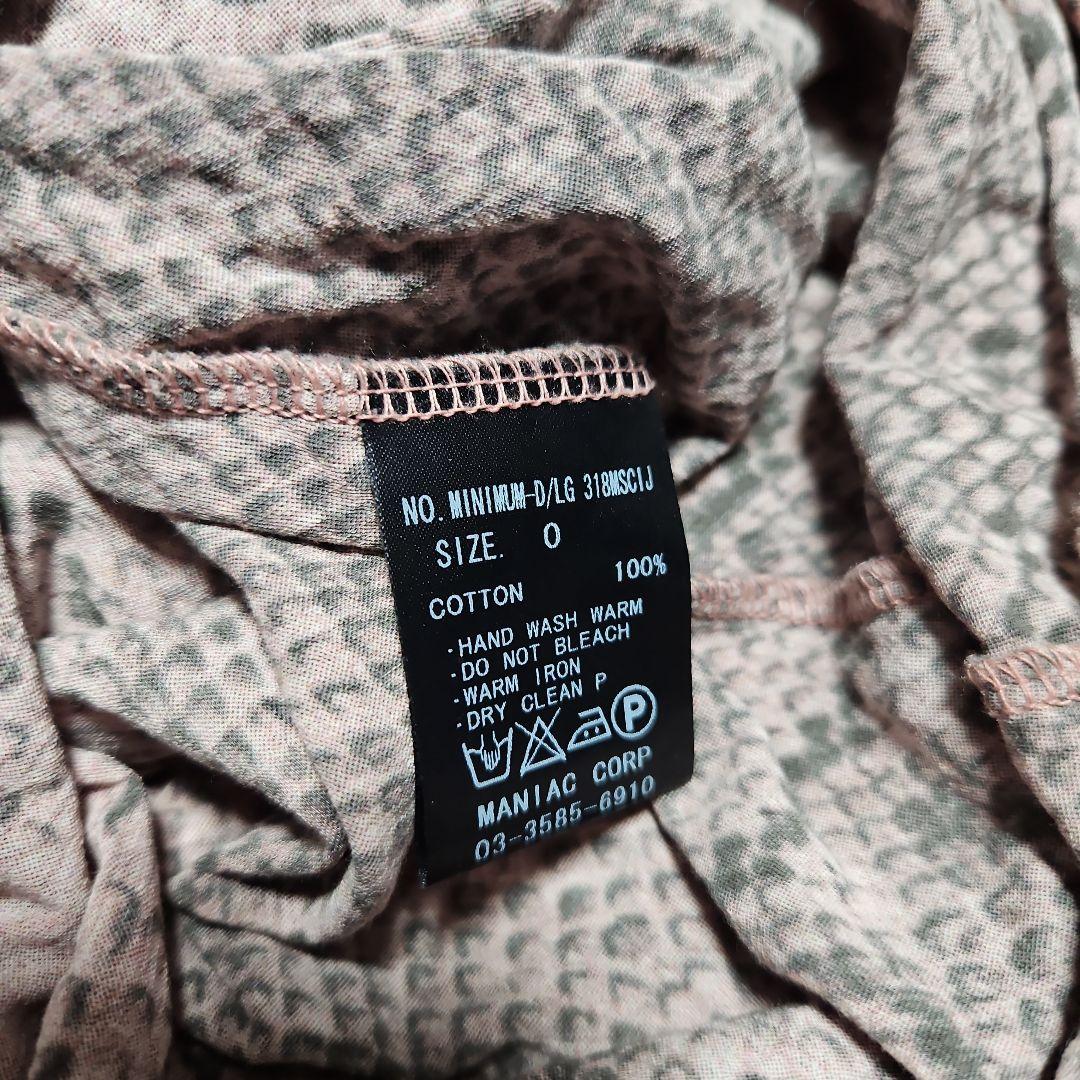 NO. MINIMUM-D/LG 318MSCIJ
SIZE. 0
COTTON 100%
·HAND WASH WARM
·DO NOT BLEACH
·WARM IRON
·DRY CLEAN P
P
MANIAC CORP
03-3585-6910